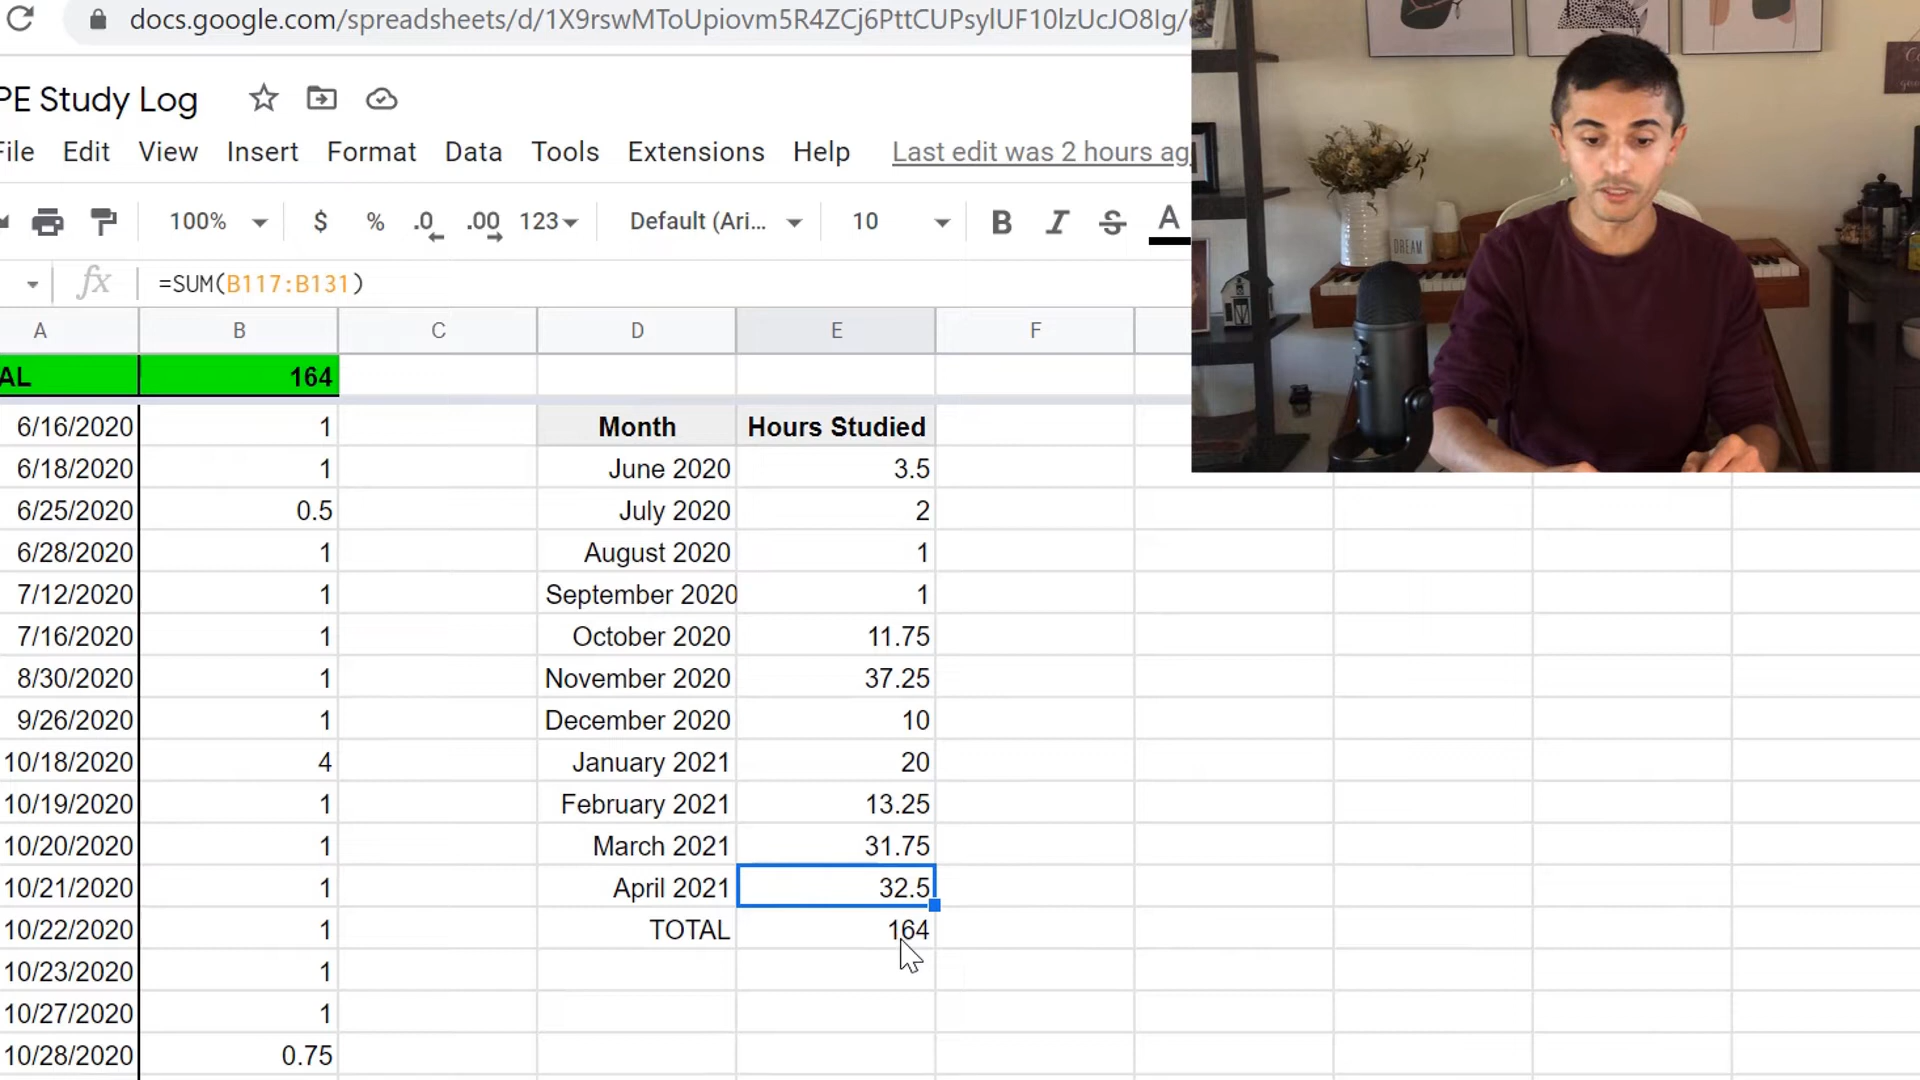 docs.google.com/spreadsheets/d/1X9rswMToUpiovm5R4ZCj6PttCUPsylUF10lzUcJO8Ig/
PE Study Log
File Edit View Insert Format Data Tools Extensions Help Last edit was 2 hours ag
100% $ % .0 .00 123 Default (Ari... 10 B I S A
fx =SUM(B117:B131)
A B C D E F
AL 164
6/16/2020 1 Month Hours Studied
6/18/2020 1 June 2020 3.5
6/25/2020 0.5 July 2020 2
6/28/2020 1 August 2020 1
7/12/2020 1 September 2020 1
7/16/2020 1 October 2020 11.75
8/30/2020 1 November 2020 37.25
9/26/2020 1 December 2020 10
10/18/2020 4 January 2021 20
10/19/2020 1 February 2021 13.25
10/20/2020 1 March 2021 31.75
10/21/2020 1 April 2021 32.5
10/22/2020 1 TOTAL 164
10/23/2020 1
10/27/2020 1
10/28/2020 0.75
DREAM